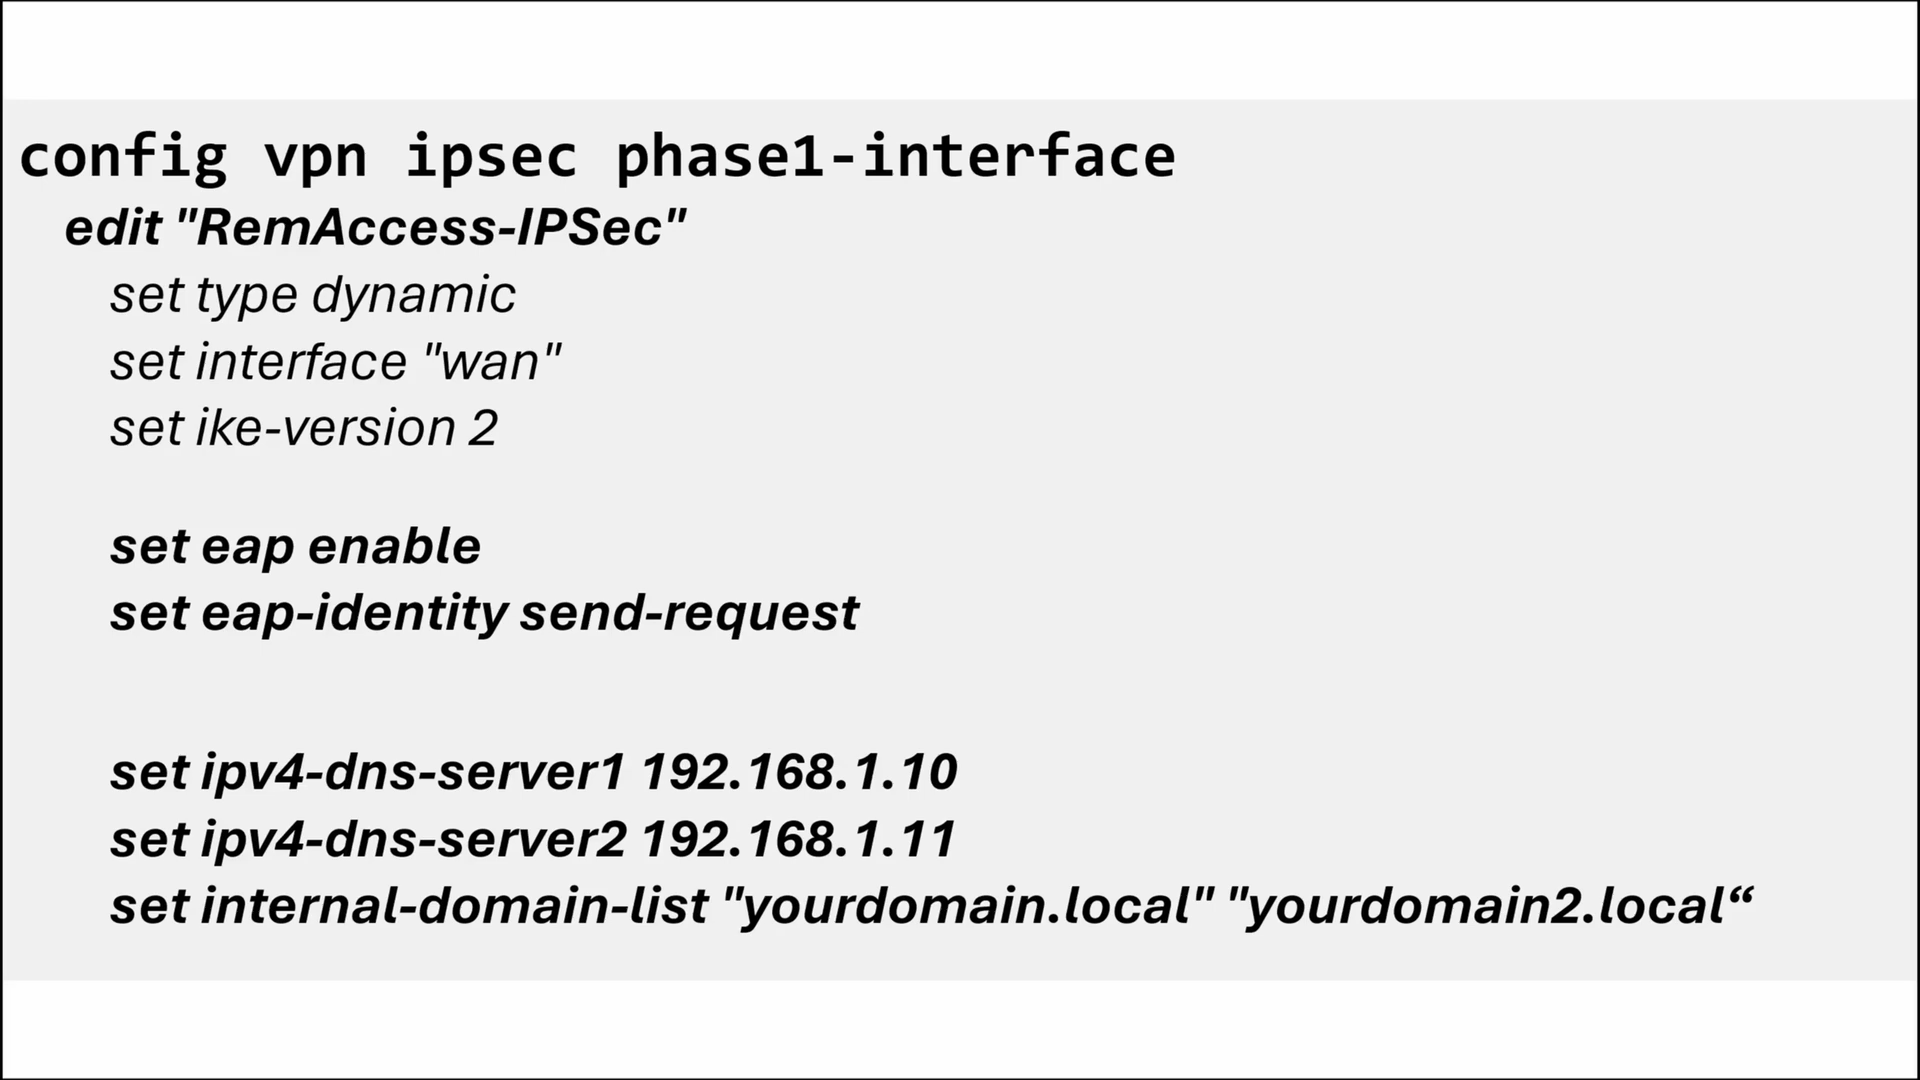 config vpn ipsec phase1-interface
edit "RemAccess-IPSec"
set type dynamic
set interface "wan"
set ike-version 2
set eap enable
set eap-identity send-request
set ipv4-dns-server1 192.168.1.10
set ipv4-dns-server2 192.168.1.11
set internal-domain-list "yourdomain.local" "yourdomain2.local“